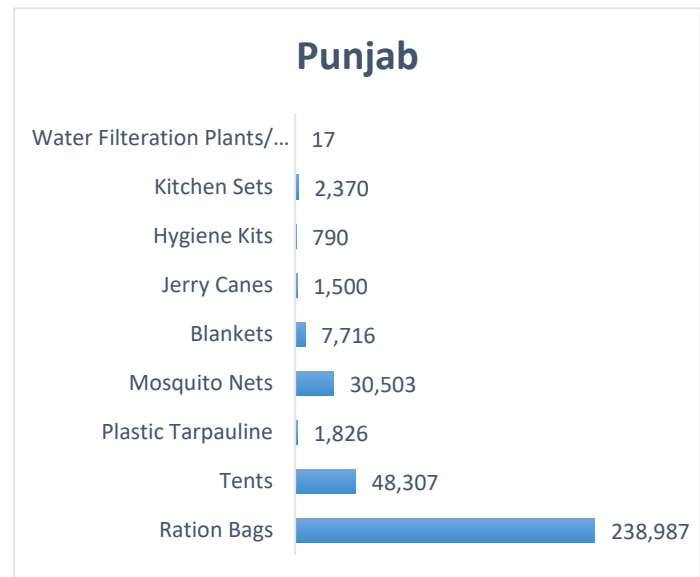 Punjab
Water Filteration Plants/... 17
Kitchen Sets 2,370
Hygiene Kits 790
Jerry Canes 1,500
Blankets 7,716
Mosquito Nets 30,503
Plastic Tarpauline 1,826
Tents 48,307
Ration Bags 238,987